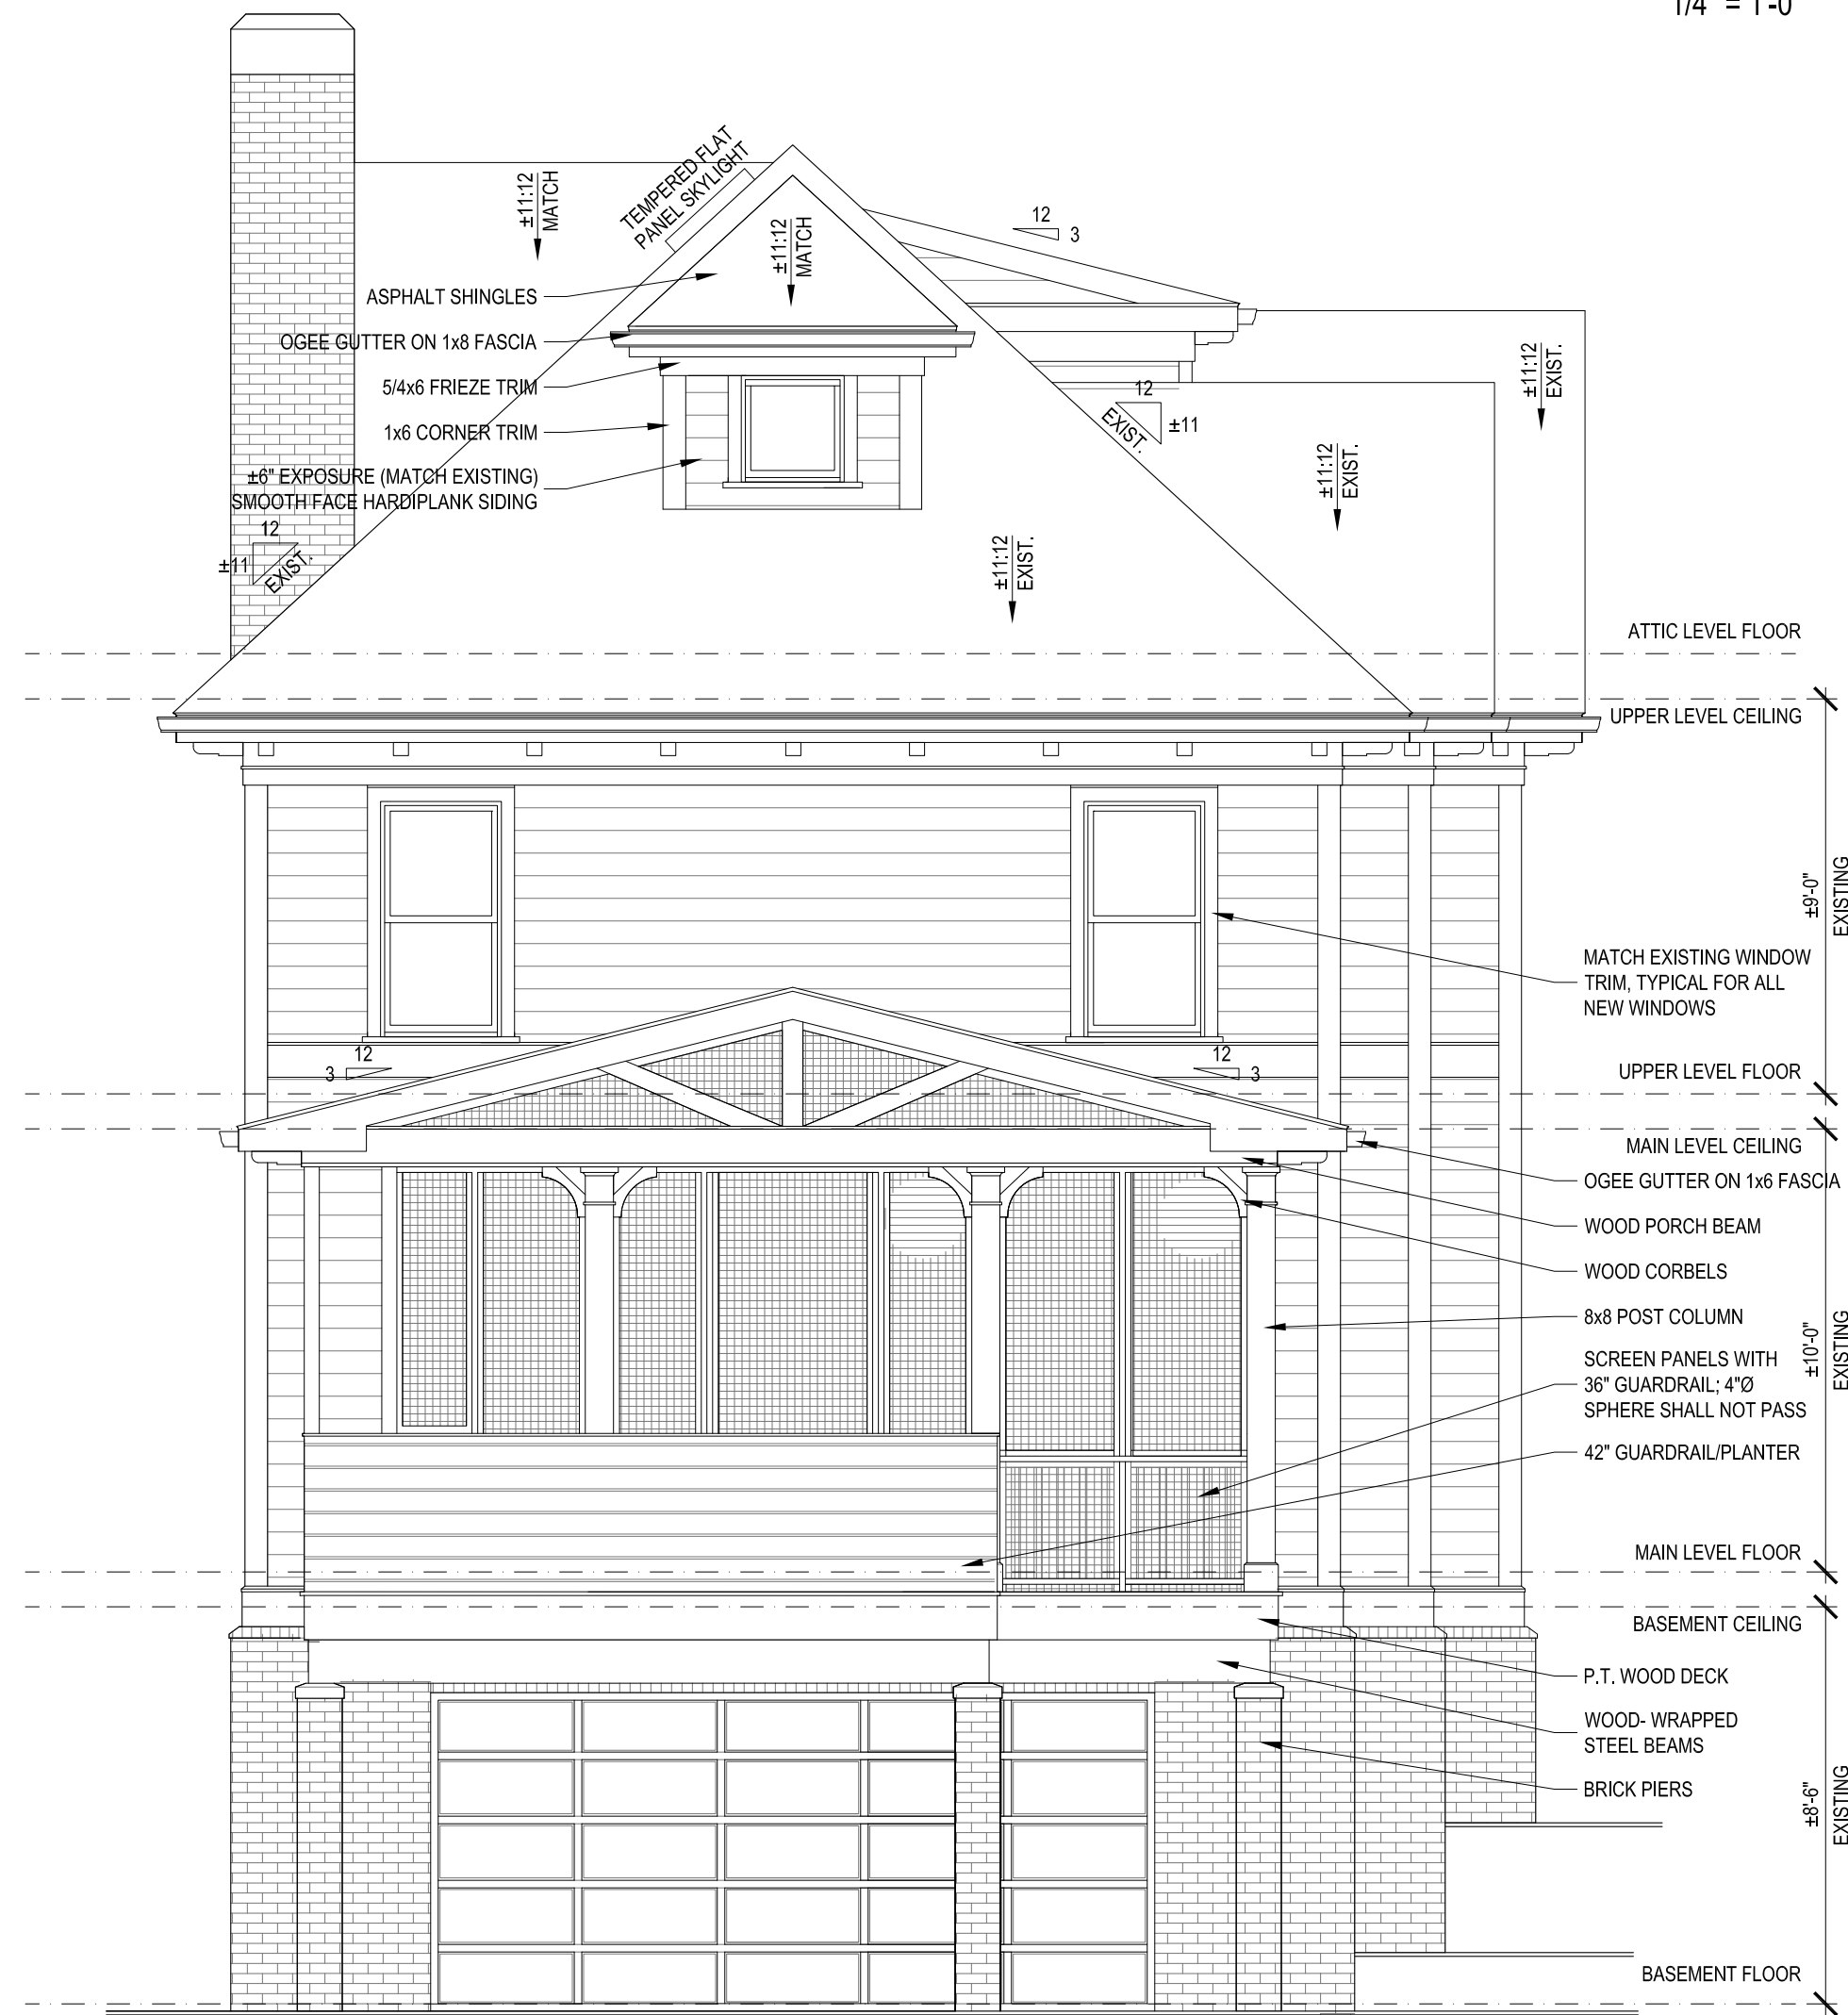 1/4" = 1'-0"
TEMPERED FLAT
PANEL SKYLIGHT
±11:12
MATCH
±11:12
MATCH
12
3
ASPHALT SHINGLES
OGEE GUTTER ON 1x8 FASCIA
5/4x6 FRIEZE TRIM
1x6 CORNER TRIM
±6" EXPOSURE (MATCH EXISTING)
SMOOTH FACE HARDIPLANK SIDING
12
±11
EXIST.
12
±11
EXIST.
±11:12
EXIST.
±11:12
EXIST.
±11:12
EXIST.
ATTIC LEVEL FLOOR
UPPER LEVEL CEILING
±9'-0"
EXISTING
MATCH EXISTING WINDOW
TRIM, TYPICAL FOR ALL
NEW WINDOWS
12
3
12
3
UPPER LEVEL FLOOR
MAIN LEVEL CEILING
OGEE GUTTER ON 1x6 FASCIA
WOOD PORCH BEAM
WOOD CORBELS
8x8 POST COLUMN
±10'-0"
EXISTING
SCREEN PANELS WITH
36" GUARDRAIL; 4"Ø
SPHERE SHALL NOT PASS
42" GUARDRAIL/PLANTER
MAIN LEVEL FLOOR
BASEMENT CEILING
P.T. WOOD DECK
WOOD- WRAPPED
STEEL BEAMS
BRICK PIERS
±8'-6"
EXISTING
BASEMENT FLOOR